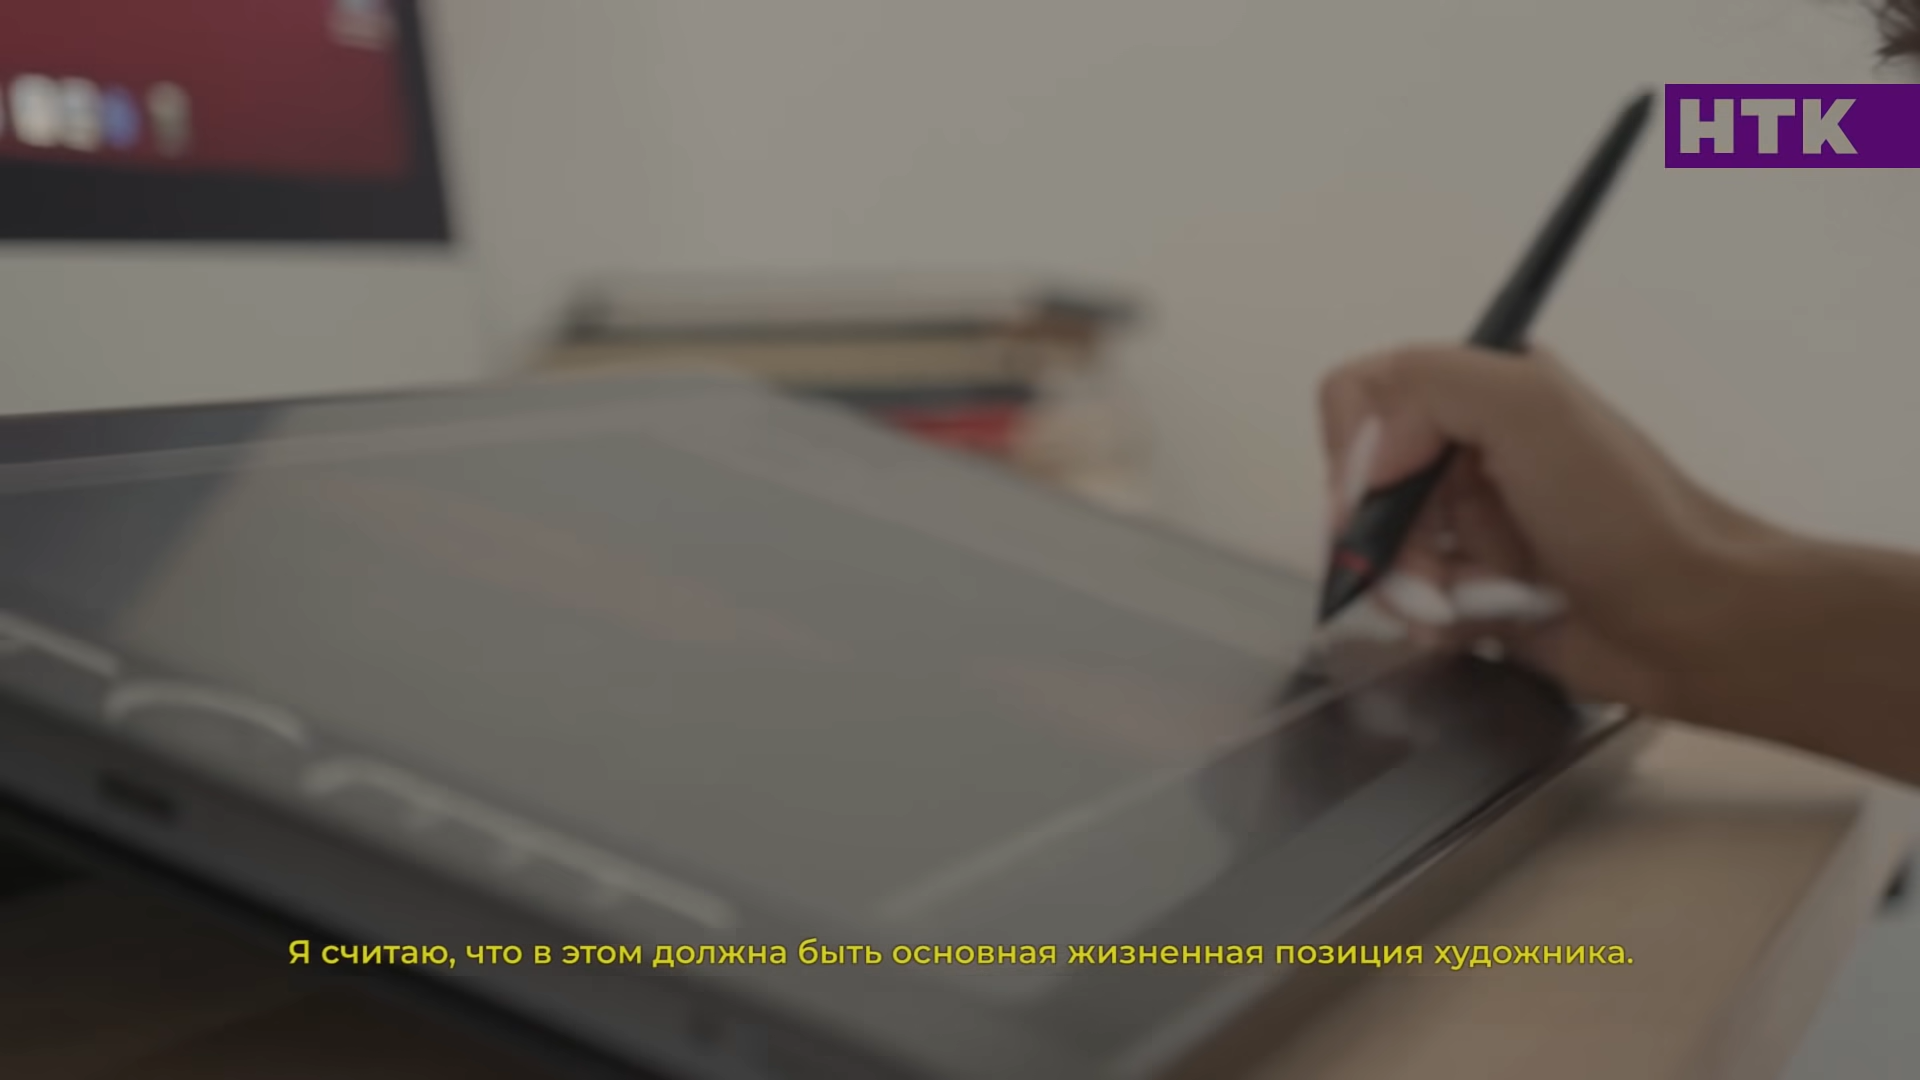 НТК
Я считаю, что в этом должна быть основная жизненная позиция художника.